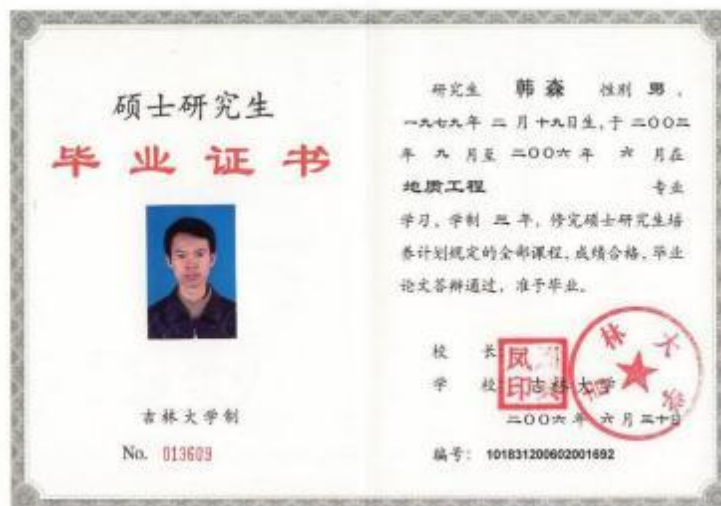 硕士研究生
毕业证书
吉林大学制
No. 013609
研究生 韩森 性别 男,
一九七九年 二 月十九日生,于 二〇〇三
年 九 月至 二〇〇六年 六 月在
地质工程 专业
学习,学制 三 年,修完硕士研究生培
养计划规定的全部课程,成绩合格,毕业
论文答辩通过,准予毕业。
校 长
凤
印
学 校 吉林大学
吉林大学
二〇〇六 年 六 月三十日
编号: 101831200602001692